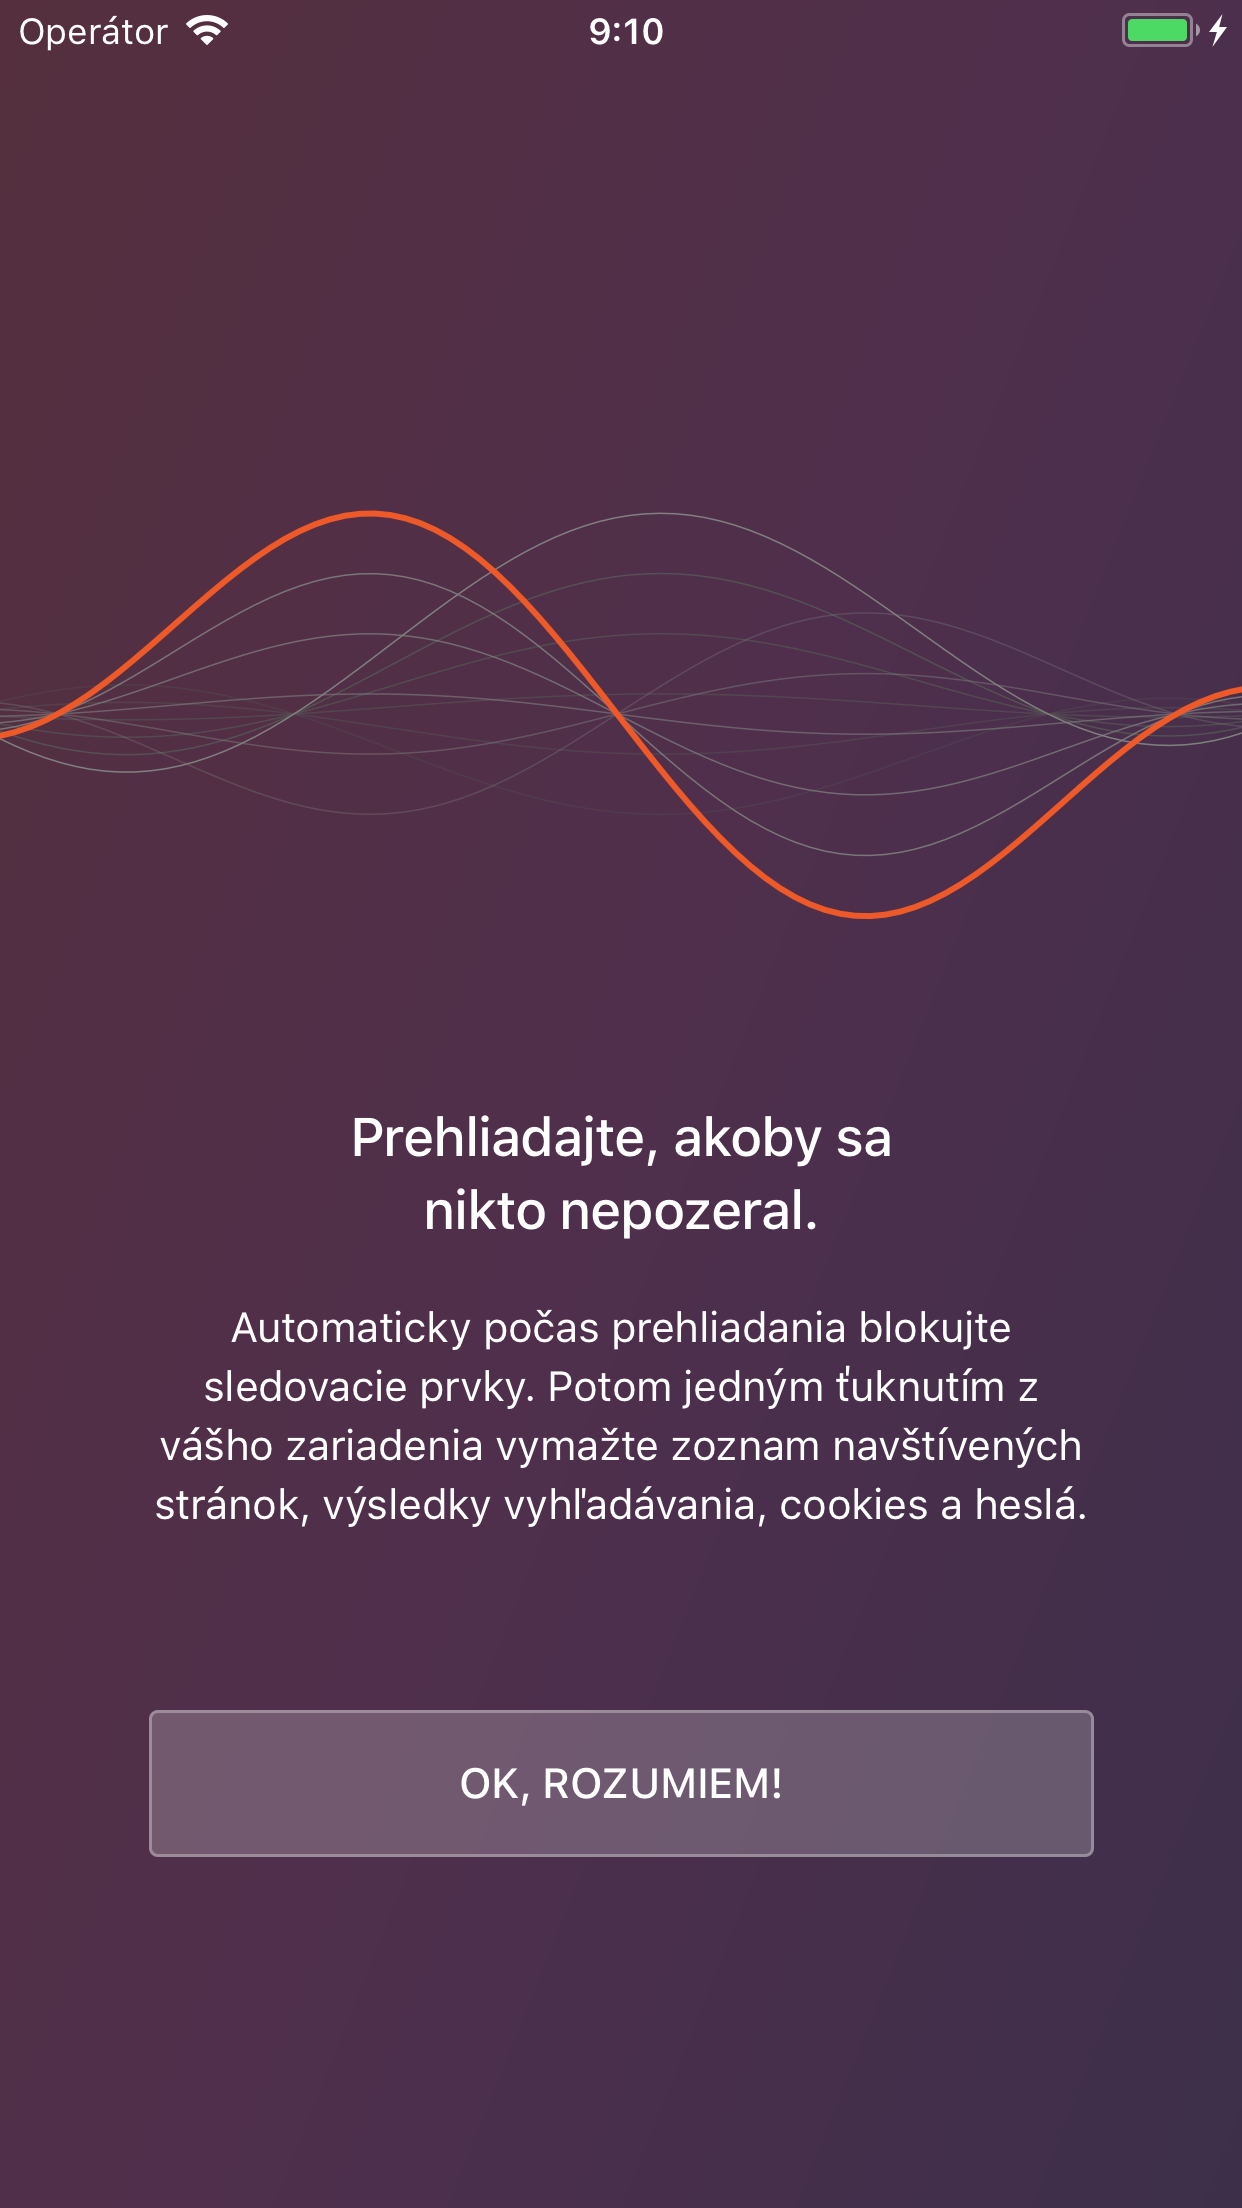 Operátor 9:10
Prehliadajte, akoby sa
nikto nepozeral.
Automaticky počas prehliadania blokujte
sledovacie prvky. Potom jedným ťuknutím z
vášho zariadenia vymažte zoznam navštívených
stránok, výsledky vyhľadávania, cookies a heslá.
OK, ROZUMIEM!